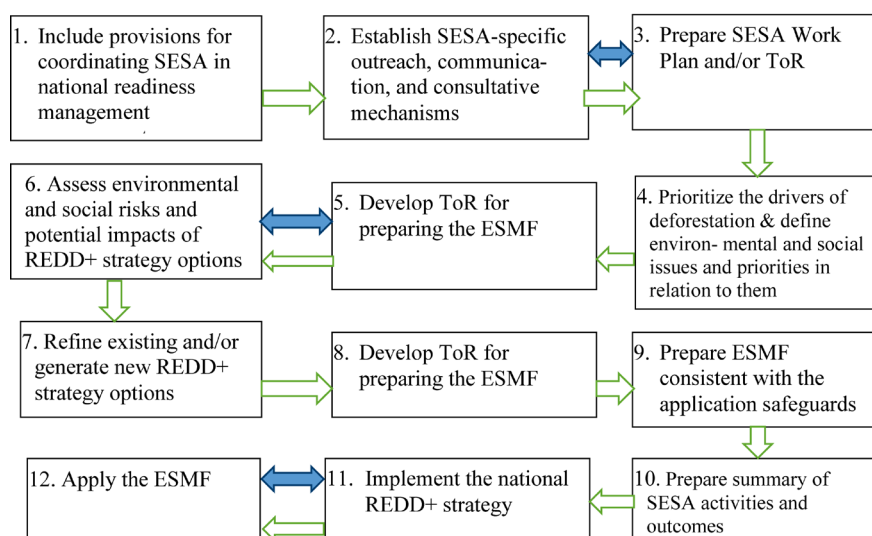 1. Include provisions for
coordinating SESA in
national readiness
management
2. Establish SESA-specific
outreach, communica-
tion, and consultative
mechanisms
3. Prepare SESA Work
Plan and/or ToR
4. Prioritize the drivers of
deforestation & define
environ- mental and social
issues and priorities in
relation to them
5. Develop ToR for
preparing the ESMF
6. Assess environmental
and social risks and
potential impacts of
REDD+ strategy options
7. Refine existing and/or
generate new REDD+
strategy options
8. Develop ToR for
preparing the ESMF
9. Prepare ESMF
consistent with the
application safeguards
10. Prepare summary of
SESA activities and
outcomes
11. Implement the national
REDD+ strategy
12. Apply the ESMF